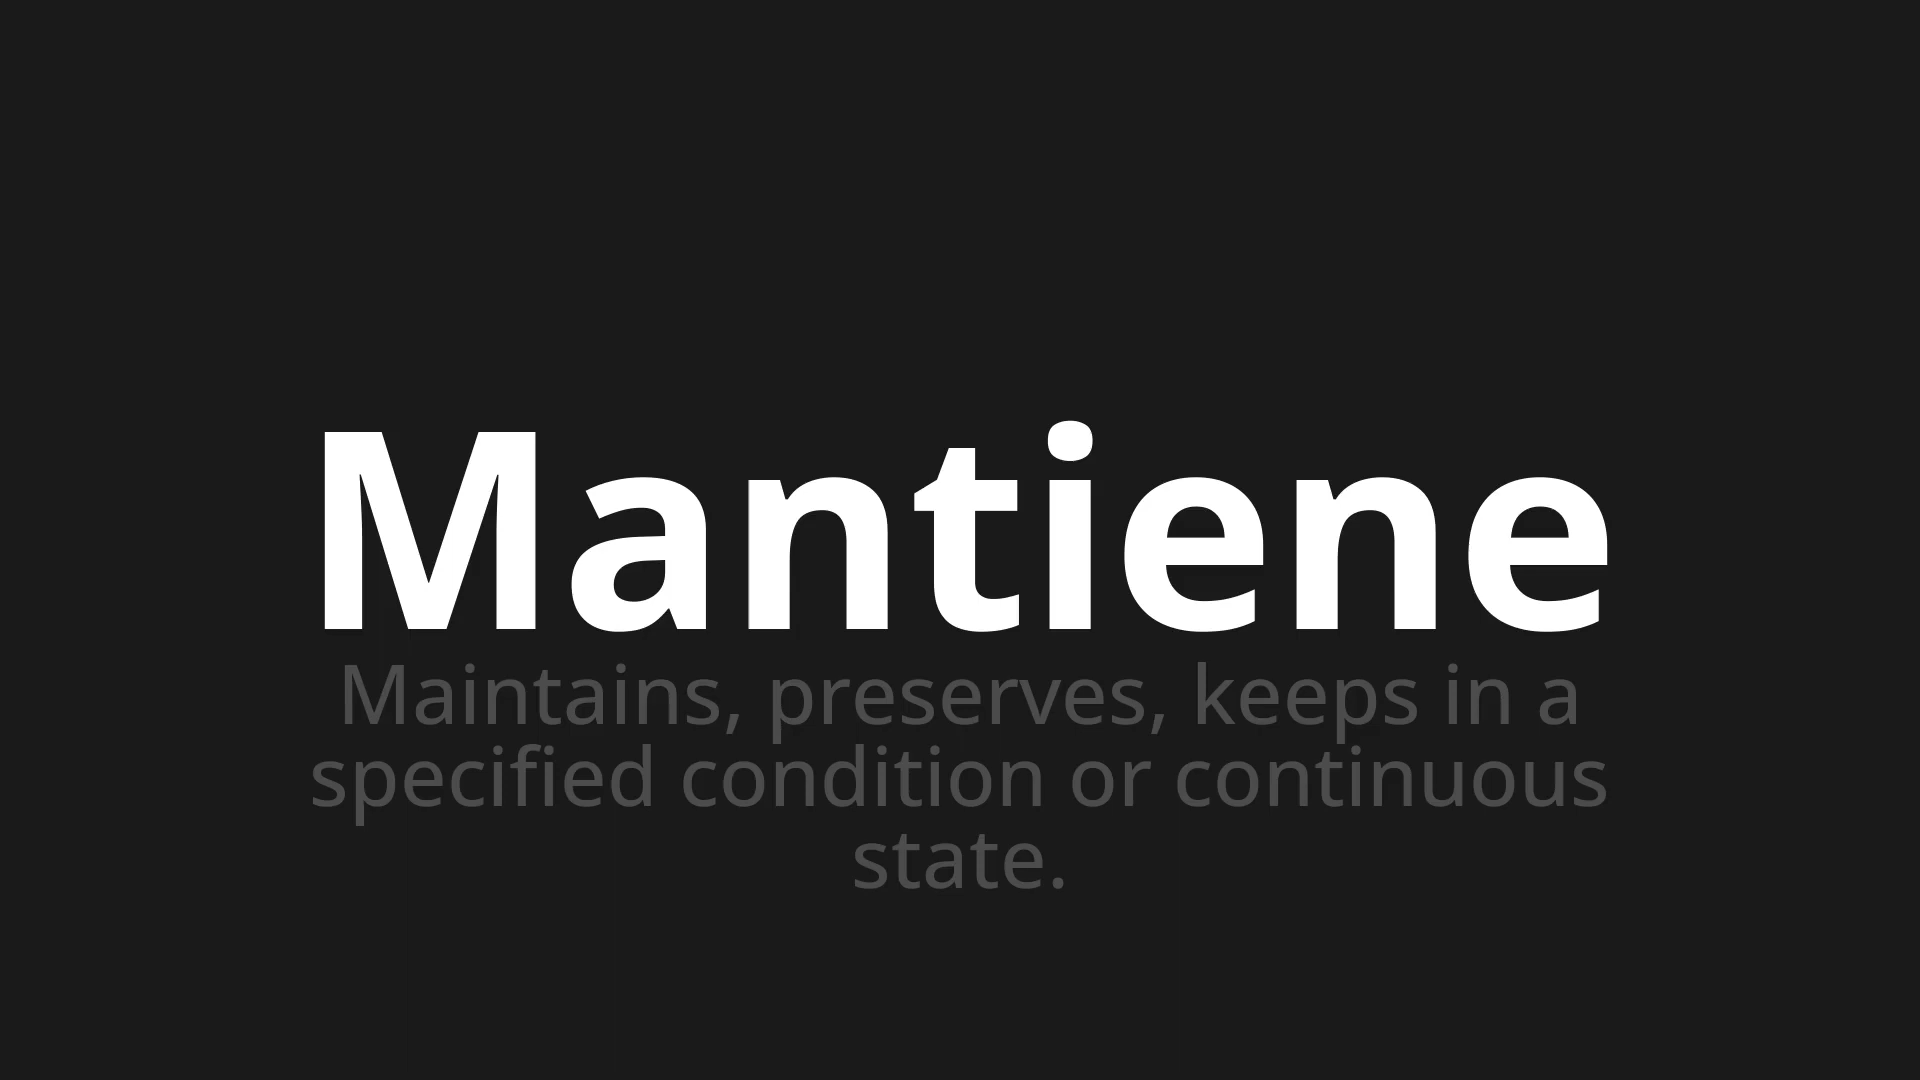 Mantiene
Maintains, preserves, keeps in a
specified condition or continuous
state.